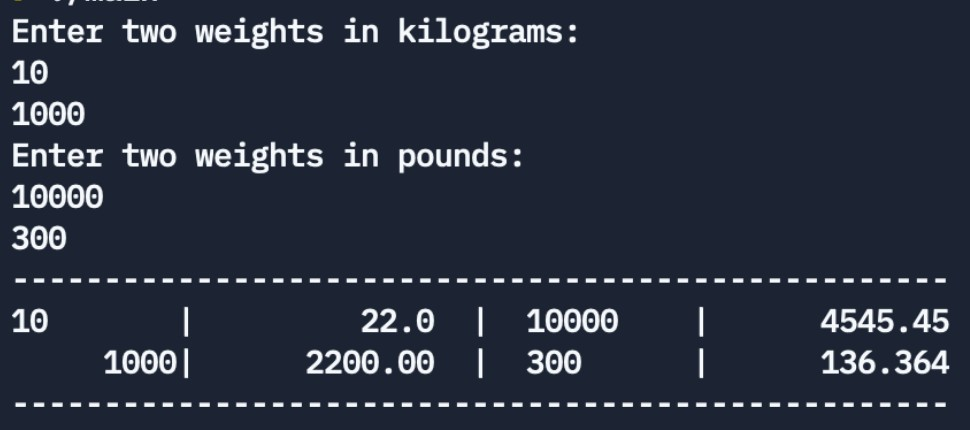 Enter two weights in kilograms:
10
1000
Enter two weights in pounds:
10000
300
---------------------------------------------------
10       |         22.0  |  10000    |      4545.45
     1000|      2200.00  |  300      |      136.364
---------------------------------------------------